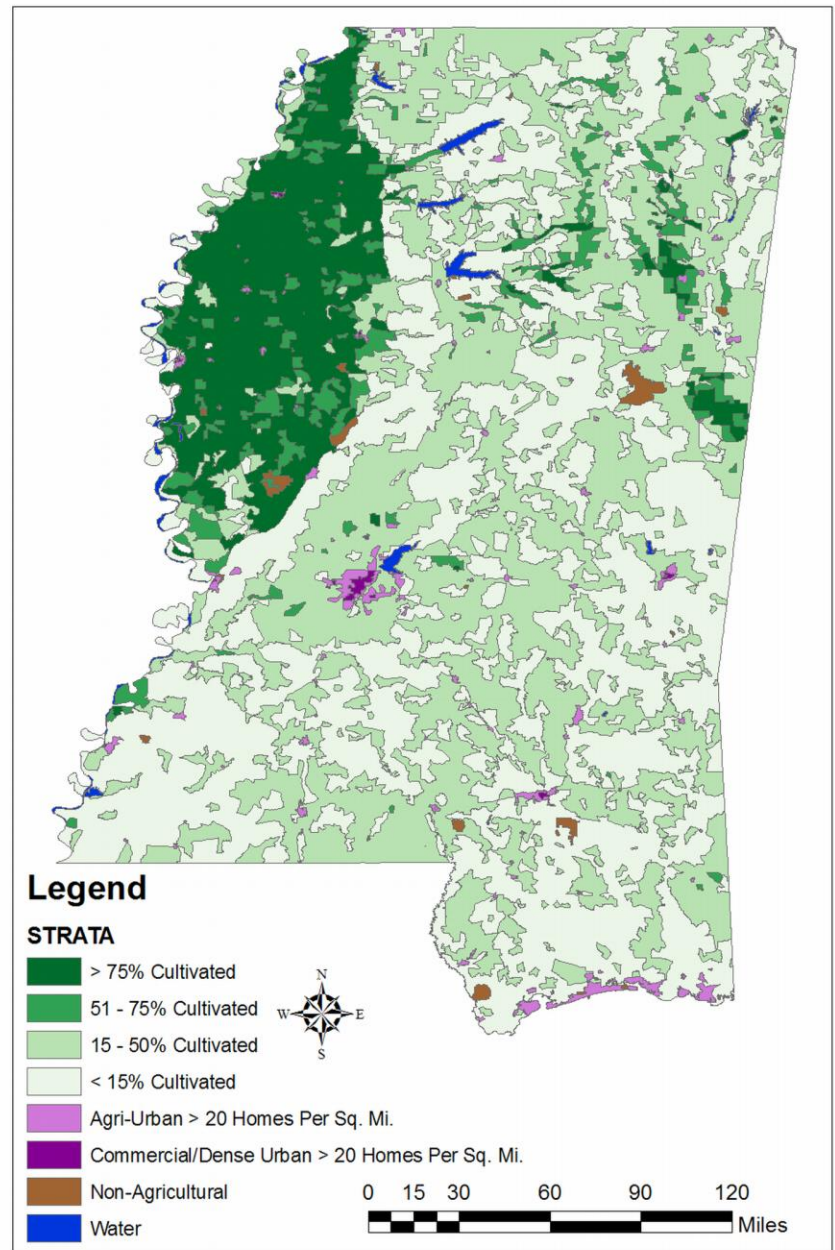 Legend
STRATA
> 75% Cultivated
51 - 75% Cultivated
15 - 50% Cultivated
< 15% Cultivated
Agri-Urban > 20 Homes Per Sq. Mi.
Commercial/Dense Urban > 20 Homes Per Sq. Mi.
Non-Agricultural
Water
N
W E
S
0 15 30 60 90 120
Miles